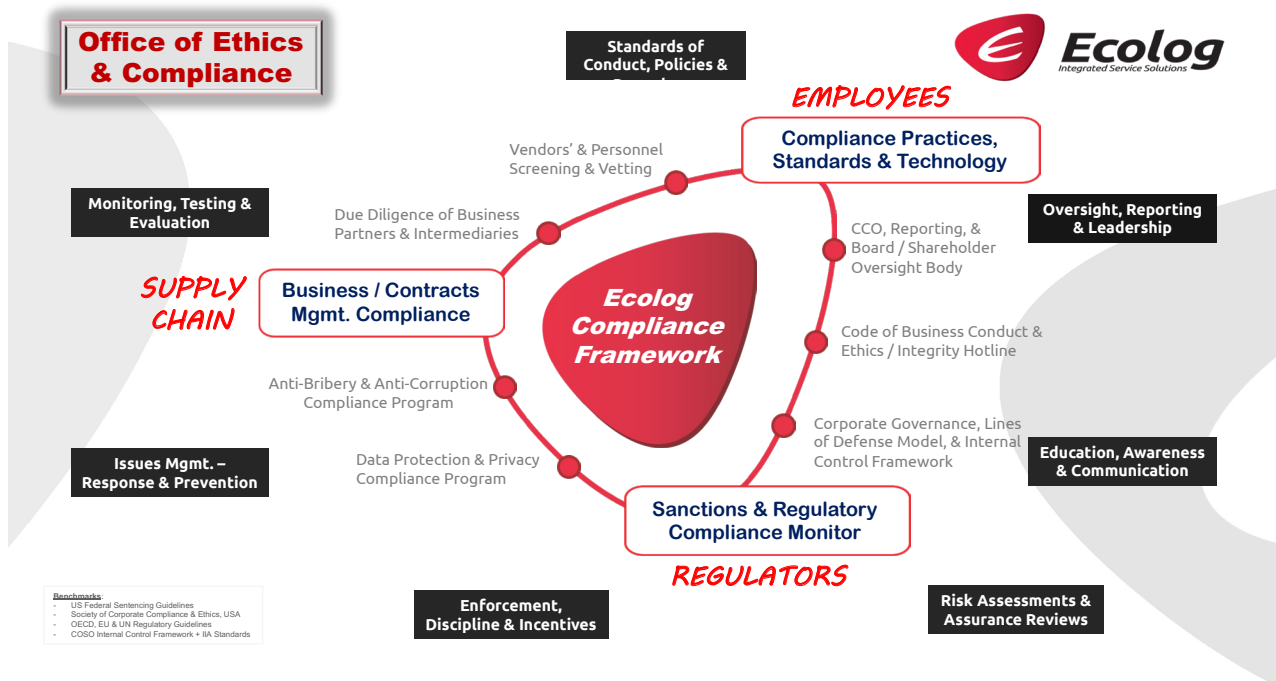 Office of Ethics
& Compliance
Standards of
Conduct, Policies &
Ecolog
Integrated Service Solutions
EMPLOYEES
Compliance Practices,
Standards & Technology
Vendors' & Personnel
Screening & Vetting
Monitoring, Testing &
Evaluation
Due Diligence of Business
Partners & Intermediaries
Oversight, Reporting
& Leadership
CCO, Reporting, &
Board / Shareholder
Oversight Body
SUPPLY
CHAIN
Business / Contracts
Mgmt. Compliance
Ecolog
Compliance
Framework
Code of Business Conduct &
Ethics / Integrity Hotline
Anti-Bribery & Anti-Corruption
Compliance Program
Corporate Governance, Lines
of Defense Model, & Internal
Control Framework
Education, Awareness
& Communication
Issues Mgmt. –
Response & Prevention
Data Protection & Privacy
Compliance Program
Sanctions & Regulatory
Compliance Monitor
REGULATORS
Benchmarks:
- US Federal Sentencing Guidelines
- Society of Corporate Compliance & Ethics, USA
- OECD, EU & UN Regulatory Guidelines
- COSO Internal Control Framework + IIA Standards
Enforcement,
Discipline & Incentives
Risk Assessments &
Assurance Reviews